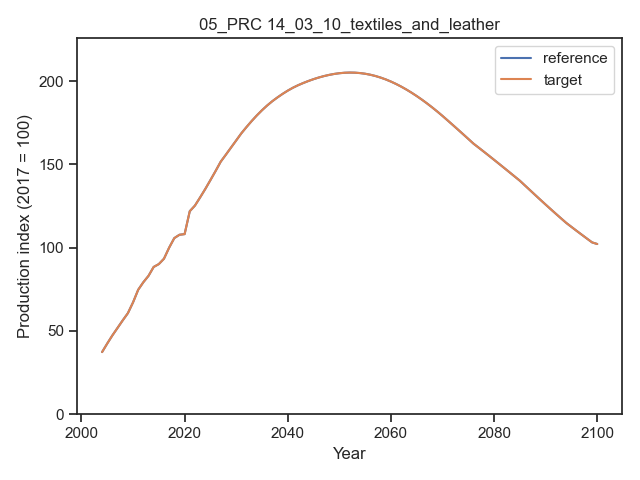 05_PRC 14_03_10_textiles_and_leather
reference
target
Production index (2017 = 100)
200
150
100
50
0
2000 2020 2040 2060 2080 2100
Year